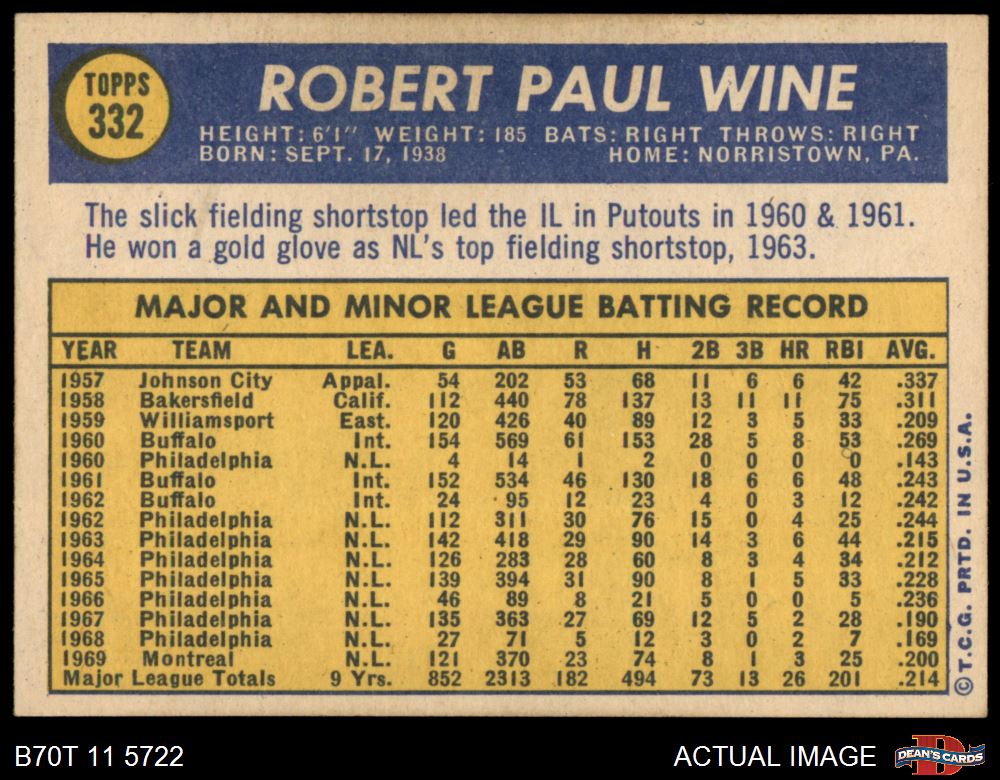 TOPPS
332
ROBERT PAUL WINE
HEIGHT: 6'1" WEIGHT: 185 BATS: RIGHT THROWS: RIGHT
BORN: SEPT. 17, 1938 HOME: NORRISTOWN, PA.
The slick fielding shortstop led the IL in Putouts in 1960 & 1961.
He won a gold glove as NL's top fielding shortstop, 1963.
MAJOR AND MINOR LEAGUE BATTING RECORD
YEAR TEAM LEA. G AB R H 2B 3B HR RBI AVG.
1957 Johnson City Appal. 54 202 53 68 11 6 6 42 .337
1958 Bakersfield Calif. 112 440 78 137 13 11 11 75 .311
1959 Williamsport East. 120 426 40 89 12 3 5 33 .209
1960 Buffalo Int. 154 569 61 153 28 5 8 53 .269
1960 Philadelphia N.L. 4 14 1 2 0 0 0 0 .143
1961 Buffalo Int. 152 534 46 130 18 6 6 48 .243
1962 Buffalo Int. 24 95 12 23 4 0 3 12 .242
1962 Philadelphia N.L. 112 311 30 76 15 0 4 25 .244
1963 Philadelphia N.L. 142 418 29 90 14 3 6 44 .215
1964 Philadelphia N.L. 126 283 28 60 8 3 4 34 .212
1965 Philadelphia N.L. 139 394 31 90 8 1 5 33 .228
1966 Philadelphia N.L. 46 89 8 21 5 0 0 5 .236
1967 Philadelphia N.L. 135 363 27 69 12 5 2 28 .190
1968 Philadelphia N.L. 27 71 5 12 3 0 2 7 .169
1969 Montreal N.L. 121 370 23 74 8 1 3 25 .200
Major League Totals 9 Yrs. 852 2313 182 494 73 13 26 201 .214
©T.C.G. PRTD. IN U.S.A.
B70T 11 5722
ACTUAL IMAGE
D
DEAN'S CARDS